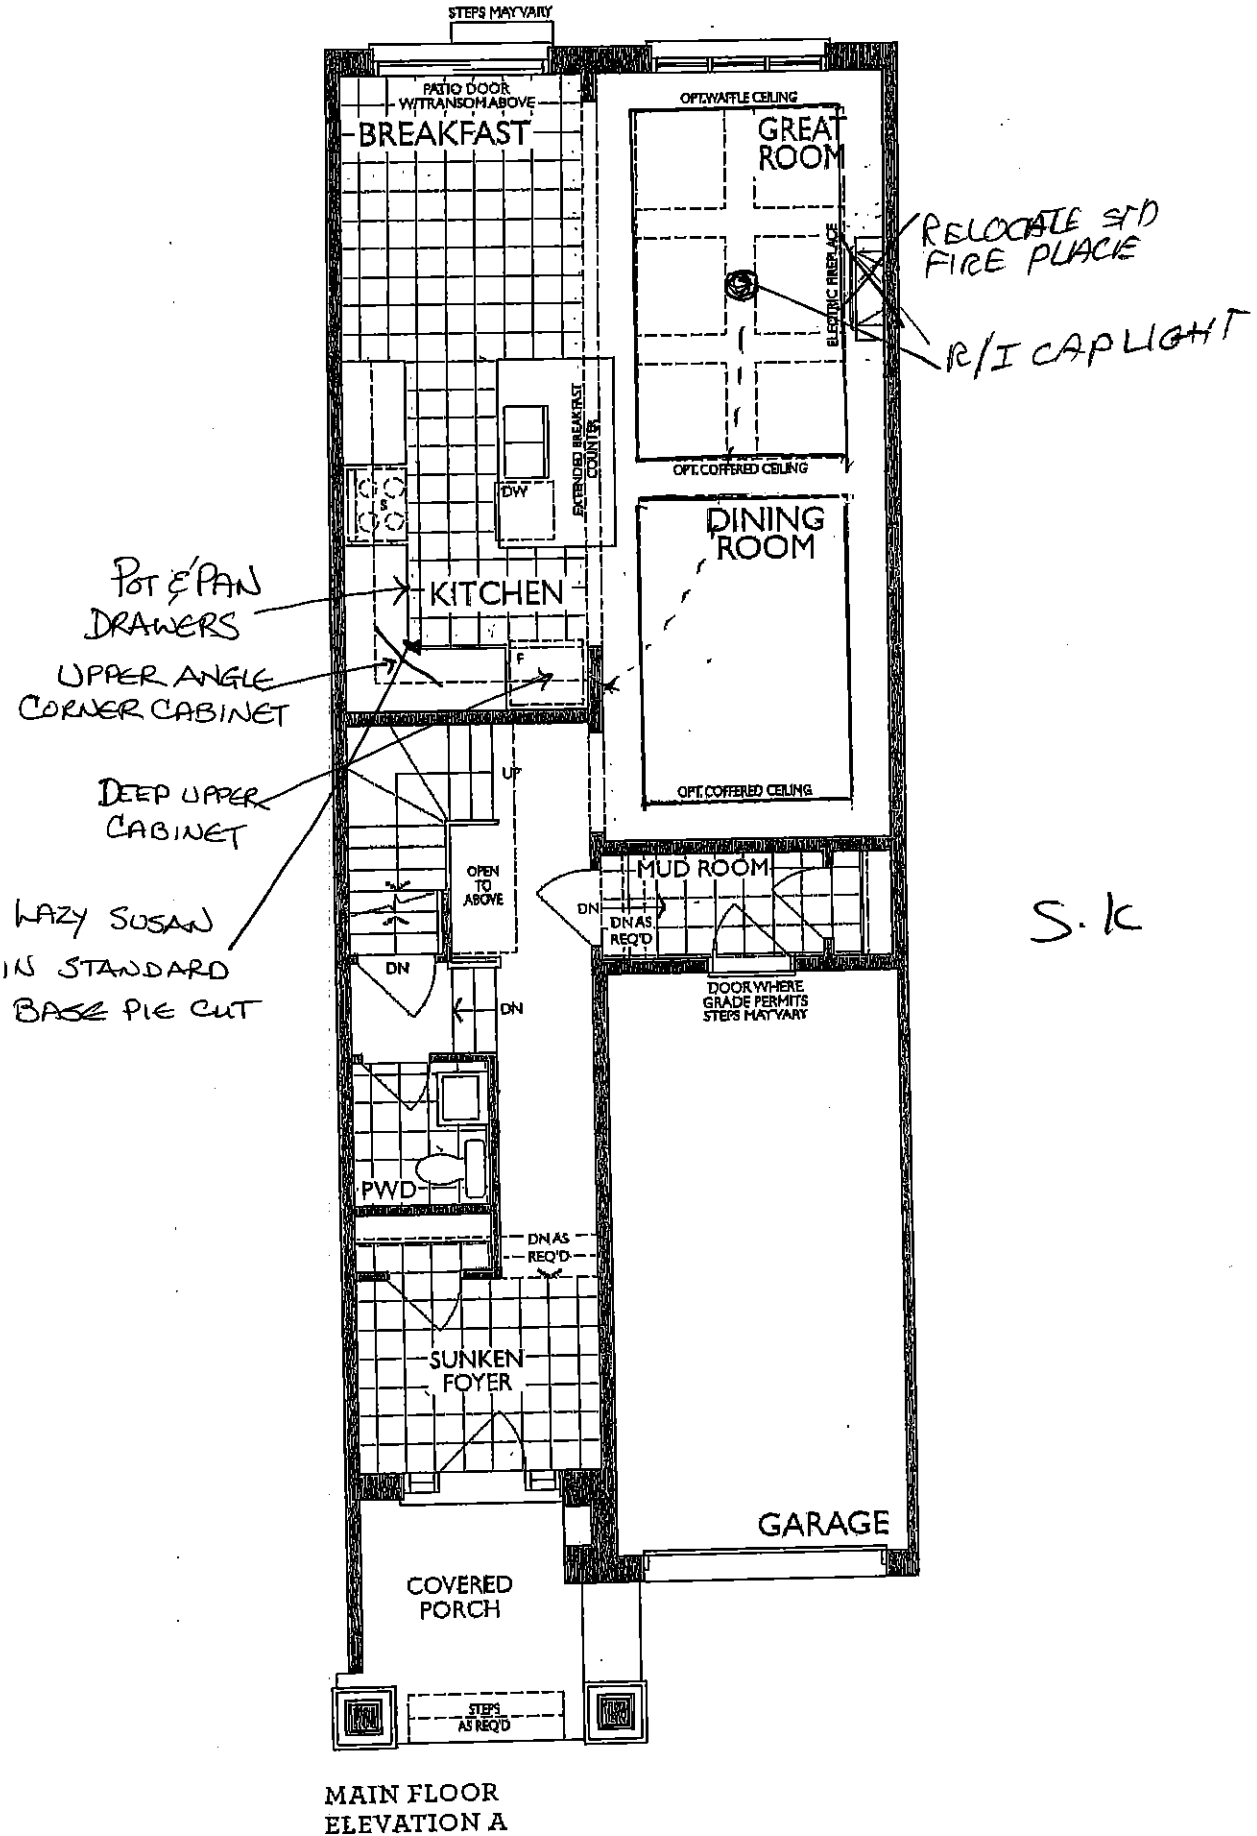 STEPS MAY VARY
PATIO DOOR
W/TRANSOM ABOVE
BREAKFAST
OPT. WAFFLE CEILING
GREAT
ROOM
ELECTRIC FIREPLACE
RELOCATE STD
FIRE PLACE
R/I CAP LIGHT
EXTENDED BREAKFAST
COUNTER
OPT. COFFERED CEILING
S
DW
DINING
ROOM
POT & PAN
DRAWERS
KITCHEN
UPPER ANGLE
CORNER CABINET
F
DEEP UPPER
CABINET
UP
OPT. COFFERED CEILING
OPEN
TO
ABOVE
MUD ROOM
DN
DN AS
REQ'D
LAZY SUSAN
IN STANDARD
BASE PIE CUT
S.K
DN
DN
DOOR WHERE
GRADE PERMITS
STEPS MAY VARY
PWD
DN AS
REQ'D
SUNKEN
FOYER
GARAGE
COVERED
PORCH
STEPS
AS REQ'D
MAIN FLOOR
ELEVATION A